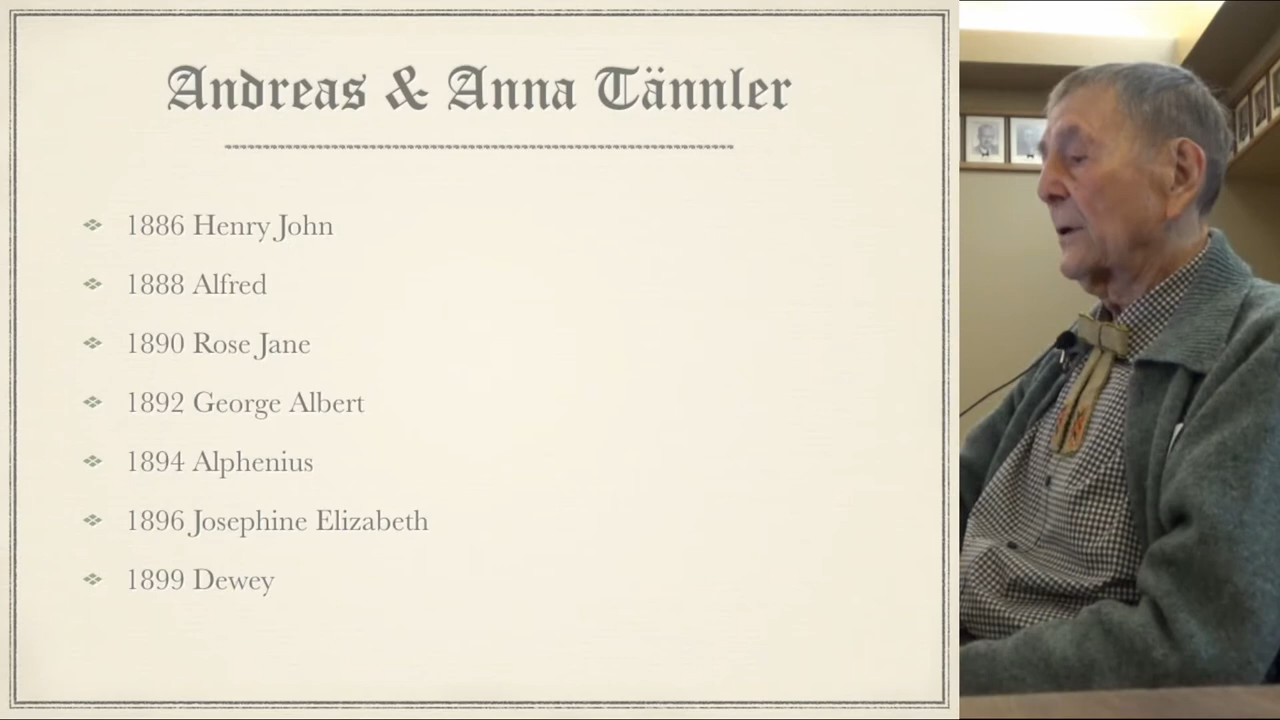 Andreas & Anna Tännler
1886 Henry John
1888 Alfred
1890 Rose Jane
1892 George Albert
1894 Alphenius
1896 Josephine Elizabeth
1899 Dewey